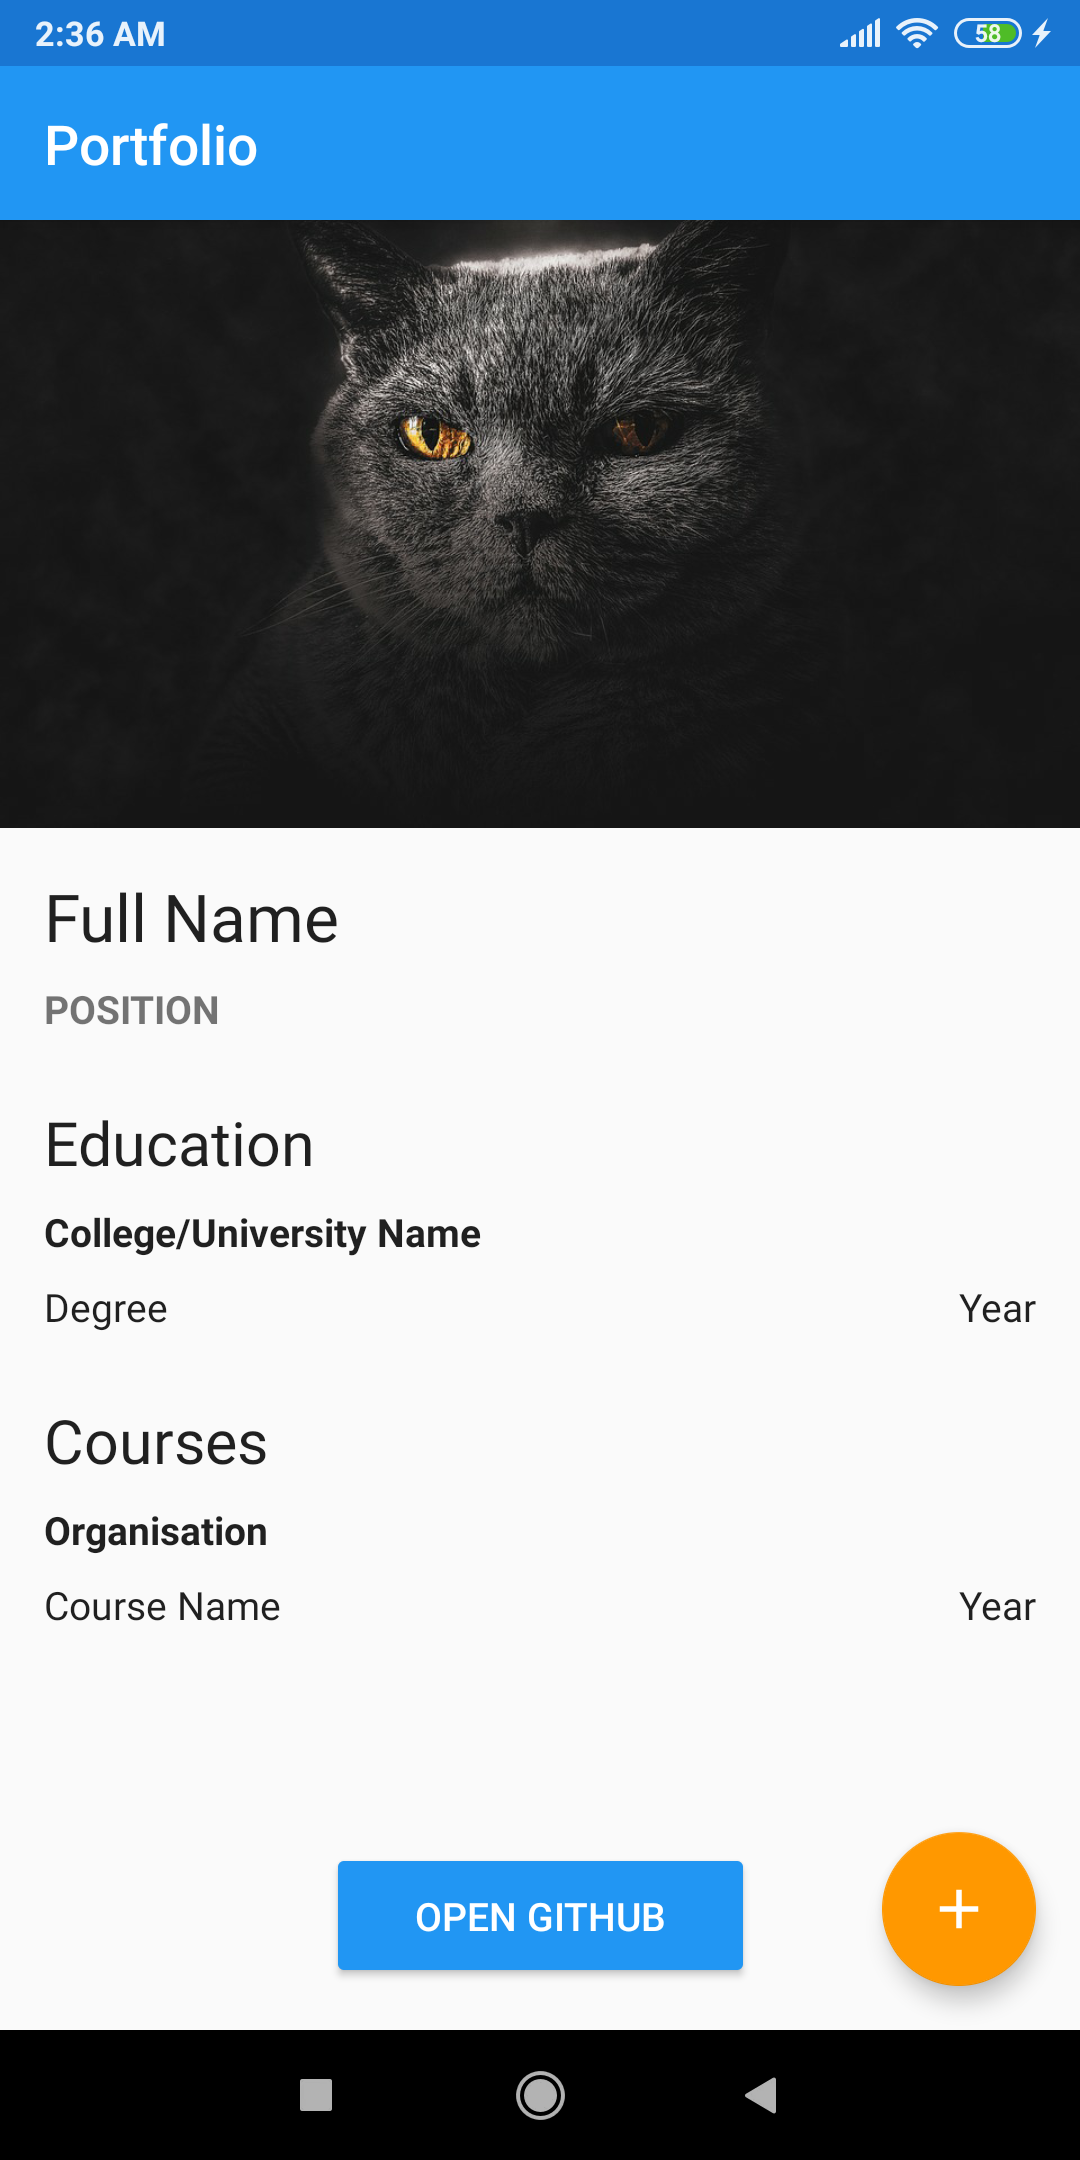 2:36 AM 58
Portfolio
Full Name
POSITION
Education
College/University Name
Degree Year
Courses
Organisation
Course Name Year
OPEN GITHUB